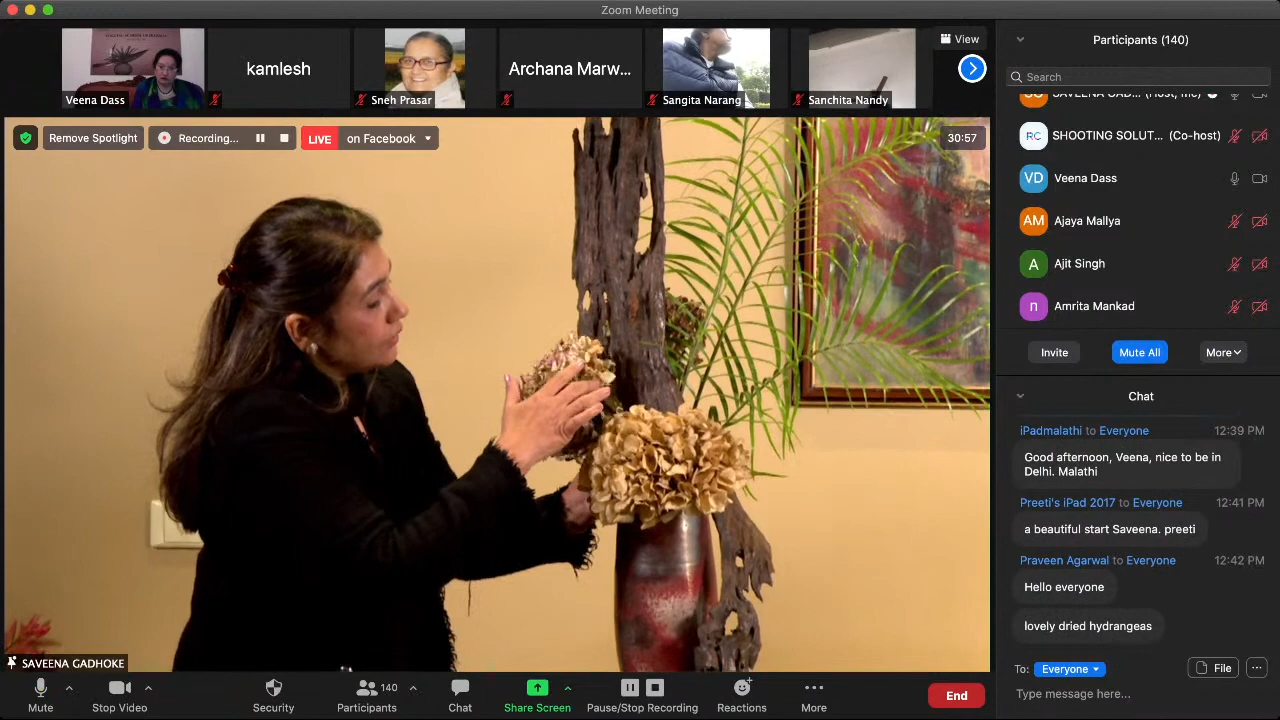 Zoom Meeting
Veena Dass
kamlesh
Sneh Prasar
Archana Marw...
Sangita Narang
Sanchita Nandy
View
Remove Spotlight
Recording...
LIVE on Facebook
30:57
SAVEENA GADHOKE
Participants (140)
Search
RC SHOOTING SOLUT... (Co-host)
VD Veena Dass
AM Ajaya Mallya
A Ajit Singh
n Amrita Mankad
Invite
Mute All
More
Chat
iPadmalathi to Everyone 12:39 PM
Good afternoon, Veena, nice to be in
Delhi. Malathi
Preeti's iPad 2017 to Everyone 12:41 PM
a beautiful start Saveena. preeti
Praveen Agarwal to Everyone 12:42 PM
Hello everyone
lovely dried hydrangeas
To: Everyone
File
Type message here...
Mute
Stop Video
Security
140
Participants
Chat
Share Screen
Pause/Stop Recording
Reactions
More
End